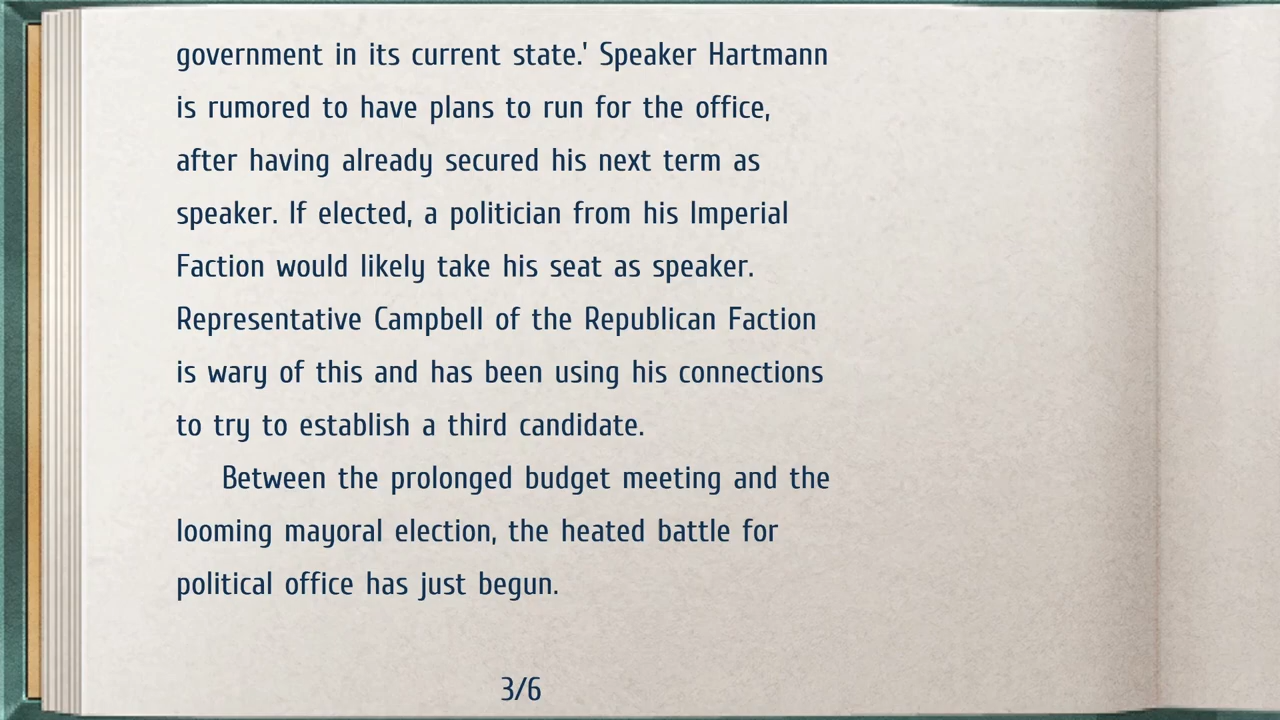 government in its current state.' Speaker Hartmann
is rumored to have plans to run for the office,
after having already secured his next term as
speaker. If elected, a politician from his Imperial
Faction would likely take his seat as speaker.
Representative Campbell of the Republican Faction
is wary of this and has been using his connections
to try to establish a third candidate.
Between the prolonged budget meeting and the
looming mayoral election, the heated battle for
political office has just begun.
3/6